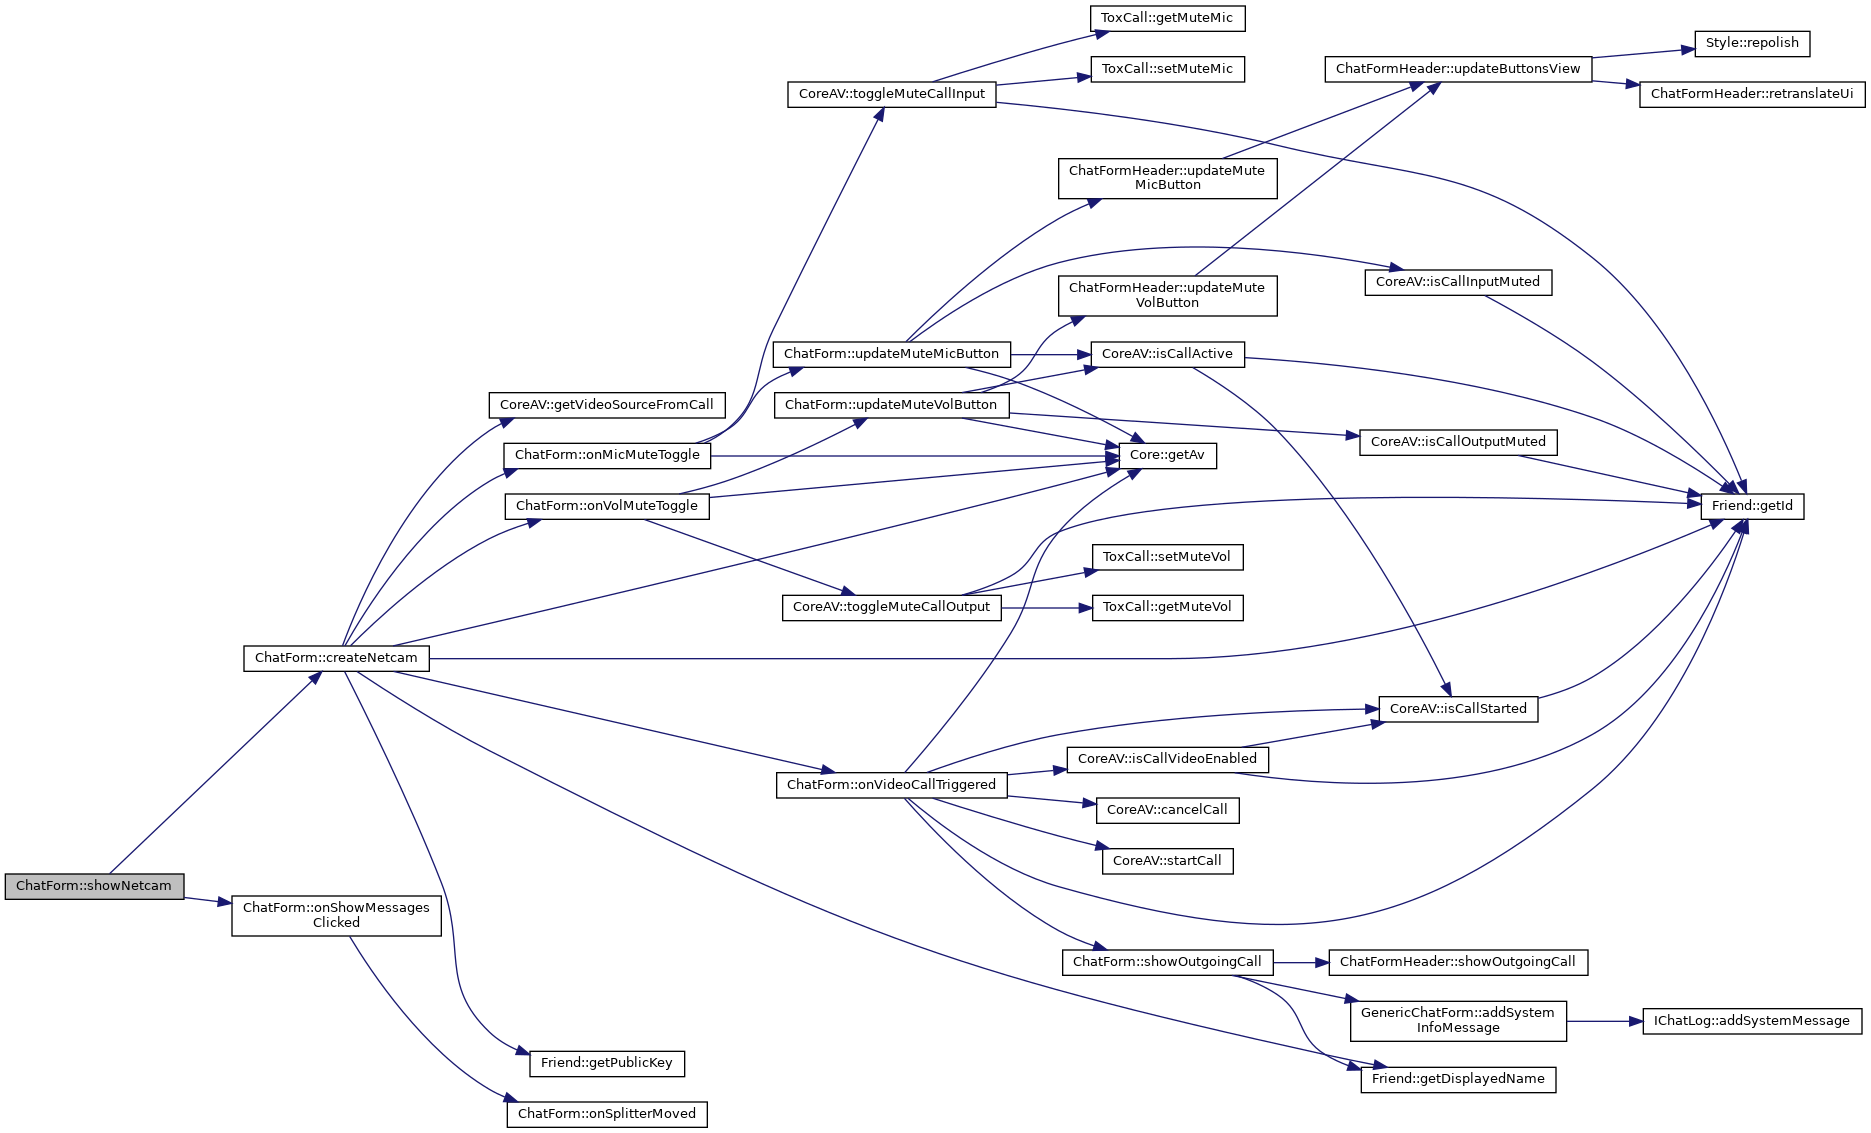 ToxCall::getMuteMic
Style::repolish
ToxCall::setMuteMic
ChatFormHeader::updateButtonsView
CoreAV::toggleMuteCallInput
ChatFormHeader::retranslateUi
ChatFormHeader::updateMute
MicButton
CoreAV::isCallInputMuted
ChatFormHeader::updateMute
VolButton
ChatForm::updateMuteMicButton
CoreAV::isCallActive
CoreAV::getVideoSourceFromCall
ChatForm::updateMuteVolButton
CoreAV::isCallOutputMuted
ChatForm::onMicMuteToggle
Core::getAv
ChatForm::onVolMuteToggle
Friend::getId
ToxCall::setMuteVol
CoreAV::toggleMuteCallOutput
ToxCall::getMuteVol
ChatForm::createNetcam
CoreAV::isCallStarted
CoreAV::isCallVideoEnabled
ChatForm::onVideoCallTriggered
CoreAV::cancelCall
CoreAV::startCall
ChatForm::showNetcam
ChatForm::onShowMessages
Clicked
ChatForm::showOutgoingCall
ChatFormHeader::showOutgoingCall
GenericChatForm::addSystem
InfoMessage
IChatLog::addSystemMessage
Friend::getPublicKey
Friend::getDisplayedName
ChatForm::onSplitterMoved